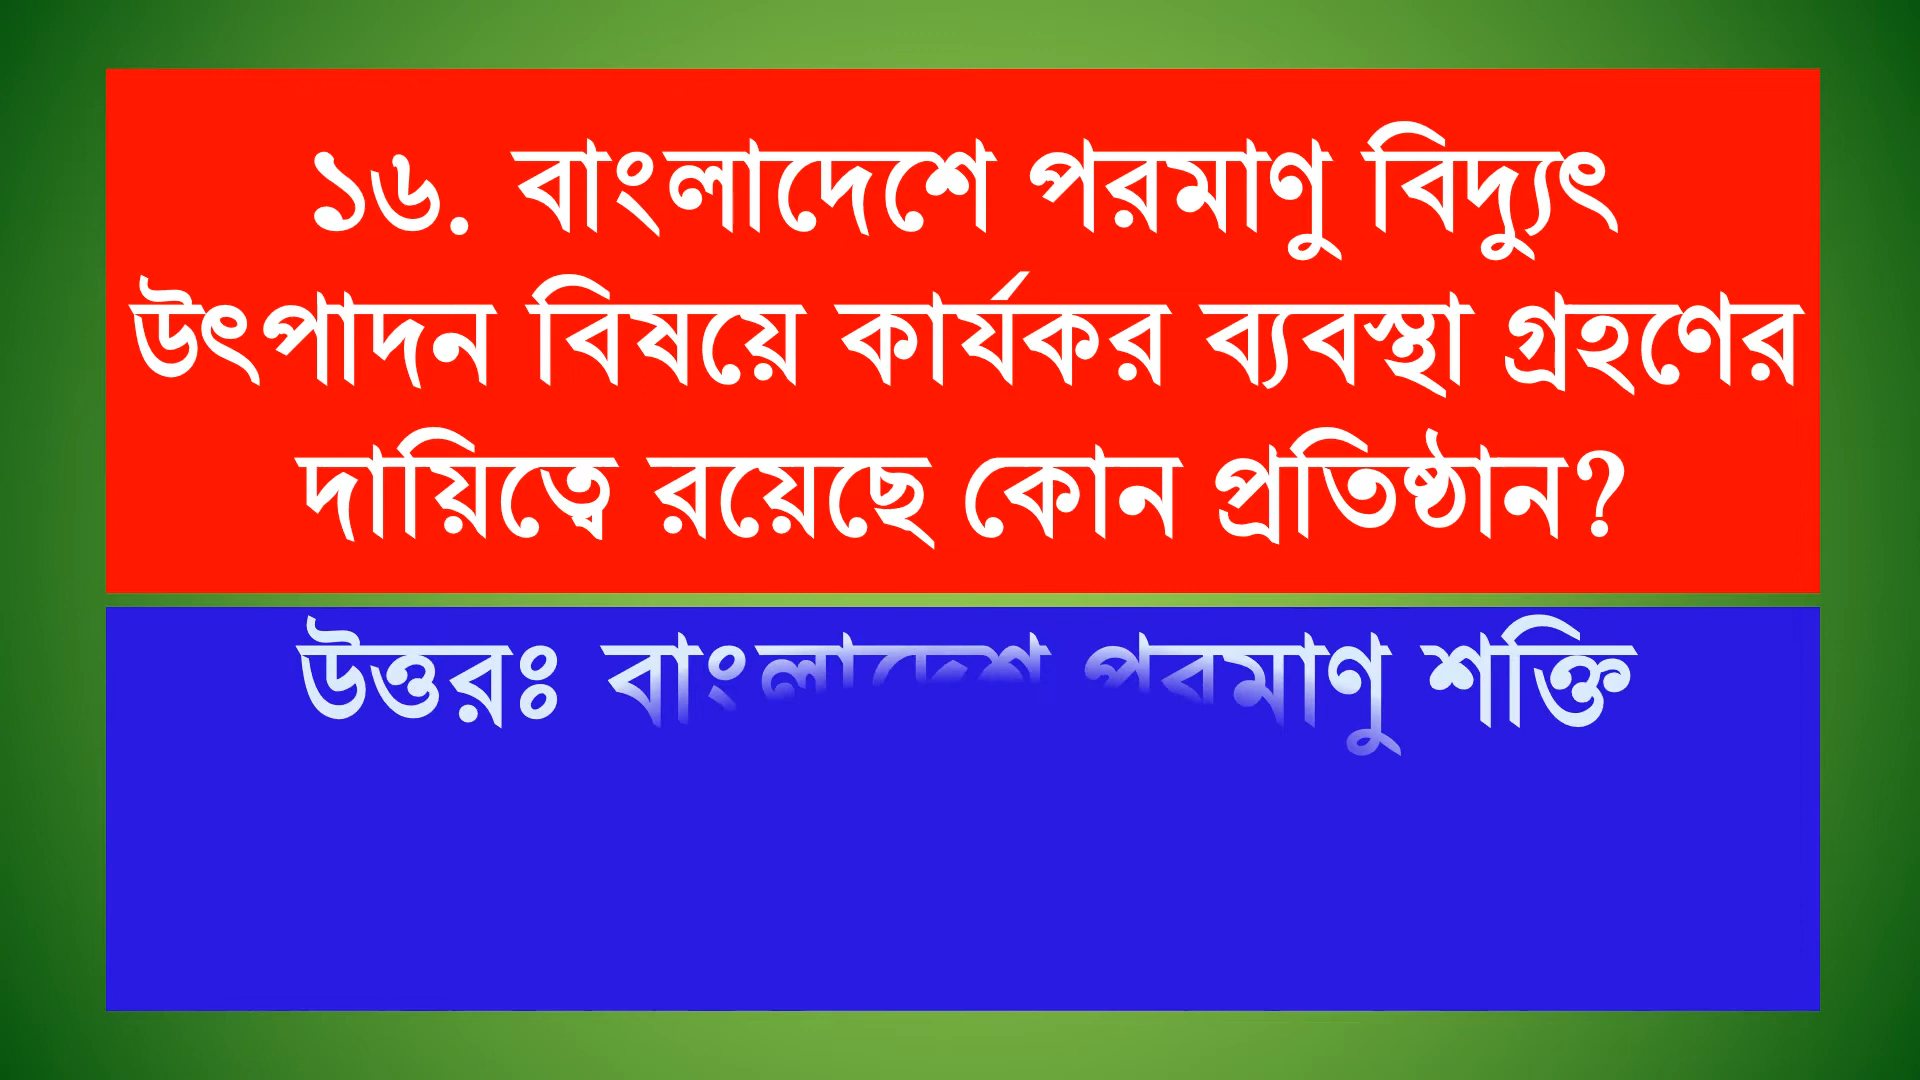 ১৬. বাংলাদেশে পরমাণু বিদ্যুৎ
উৎপাদন বিষয়ে কার্যকর ব্যবস্থা গ্রহণের
দায়িত্বে রয়েছে কোন প্রতিষ্ঠান?
উত্তরঃ বাংলাদেশ পরমাণু শক্তি